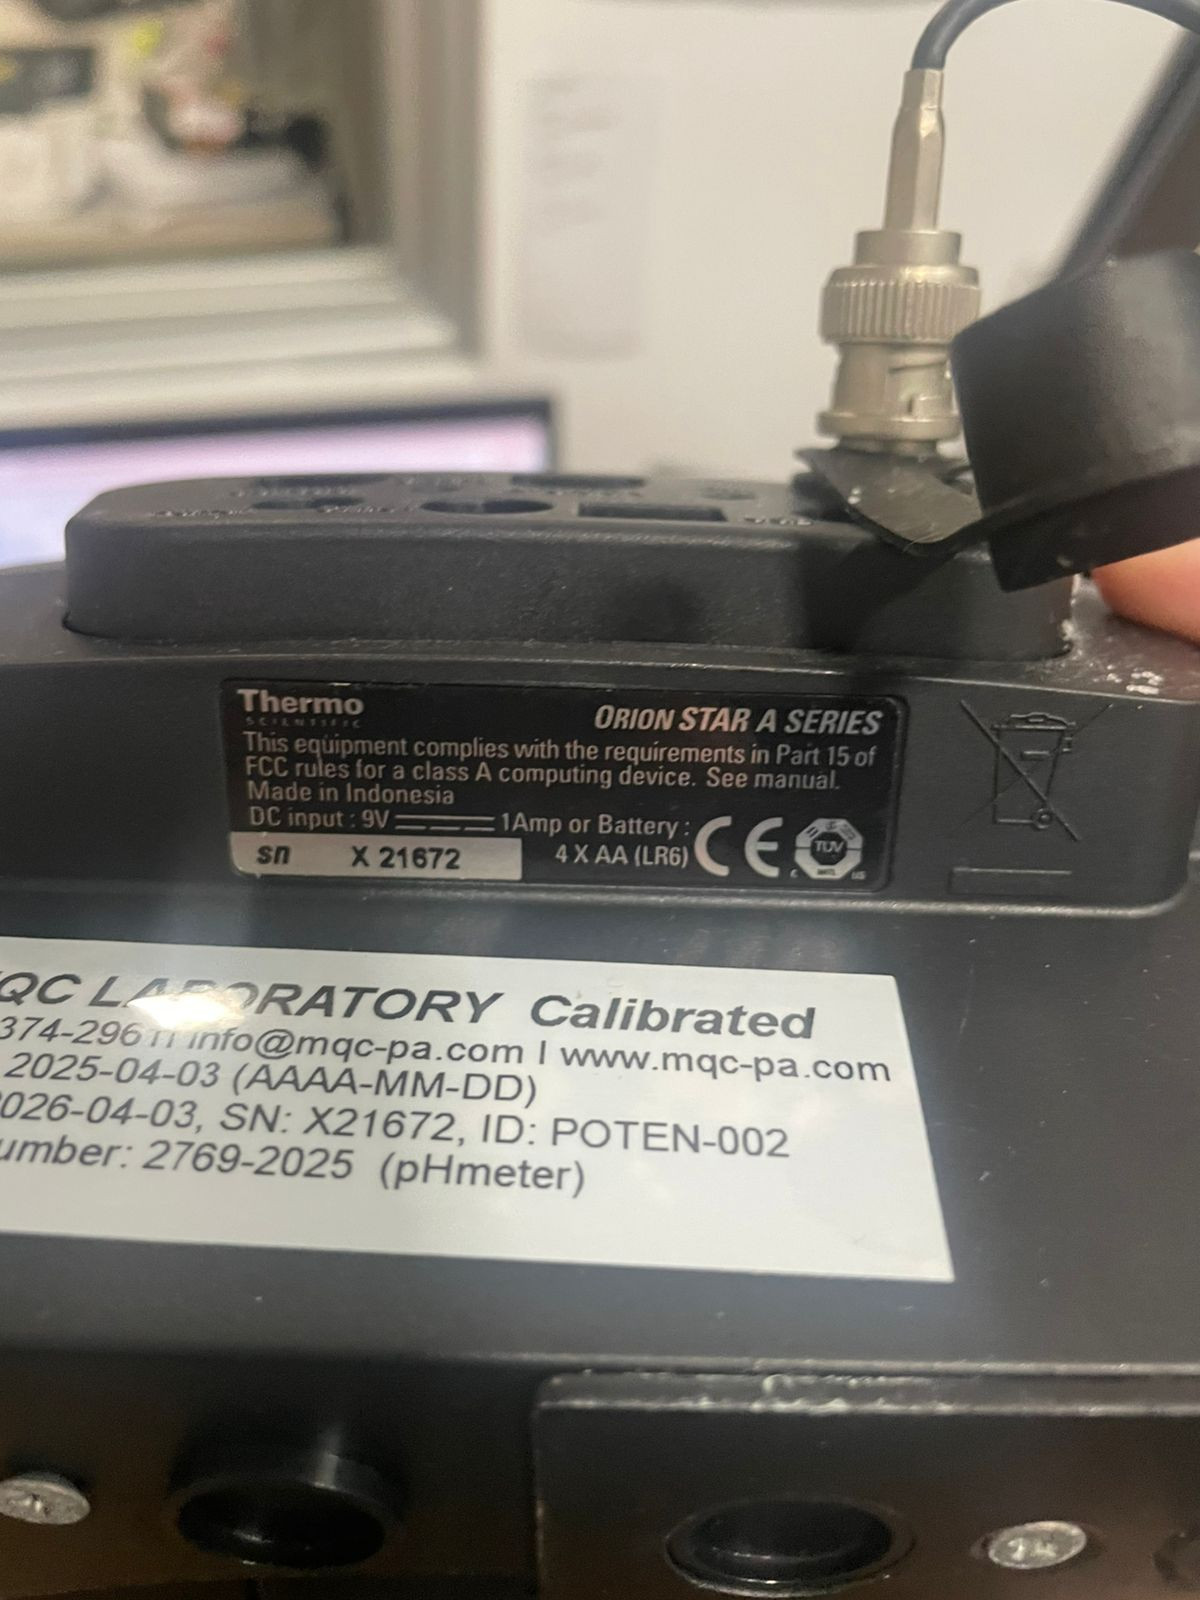 Thermo
SCIENTIFIC
ORION STAR A SERIES
This equipment complies with the requirements in Part 15 of
FCC rules for a class A computing device. See manual.
Made in Indonesia
DC input : 9V 1Amp or Battery :
4 X AA (LR6)
sn X 21672
CE
TUV
QC LABORATORY Calibrated
374-2961 | info@mqc-pa.com | www.mqc-pa.com
2025-04-03 (AAAA-MM-DD)
026-04-03, SN: X21672, ID: POTEN-002
umber: 2769-2025 (pHmeter)